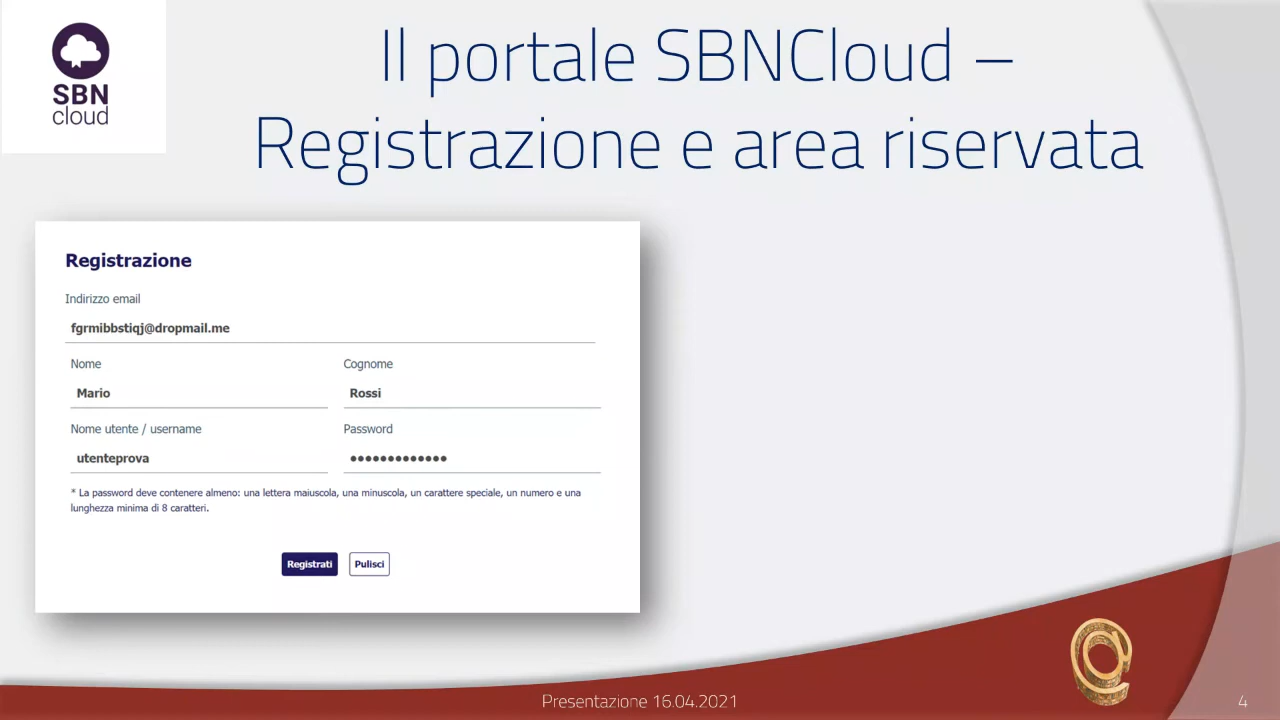 SBN
cloud
Il portale SBNCloud –
Registrazione e area riservata
Registrazione
Indirizzo email
fgrmibbstiqj@dropmail.me
Nome Cognome
Mario Rossi
Nome utente / username Password
utenteprova •••••••••••••
* La password deve contenere almeno: una lettera maiuscola, una minuscola, un carattere speciale, un numero e una
lunghezza minima di 8 caratteri.
Registrati Pulisci
@
Presentazione 16.04.2021
4